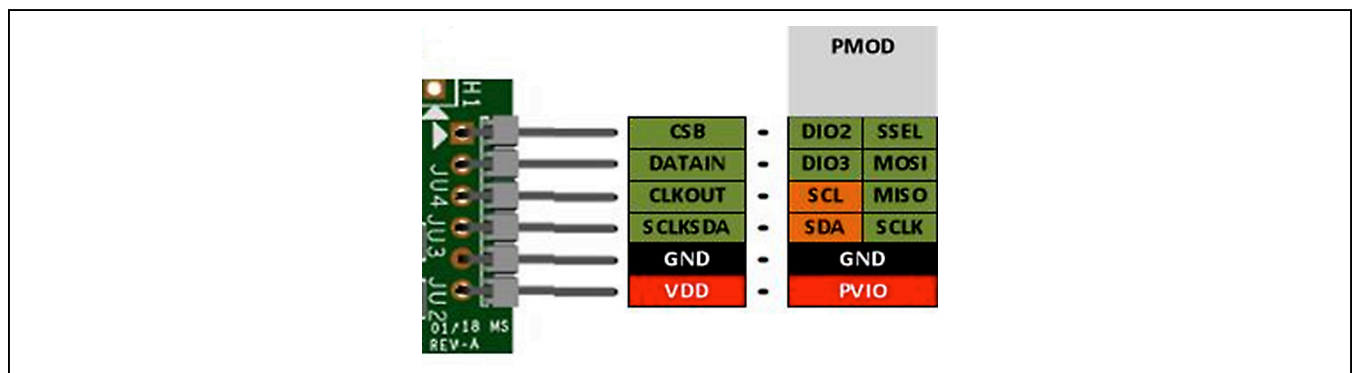 PMOD
H1
CSB - DIO2 SSEL
DATAIN - DIO3 MOSI
JU4
CLKOUT - SCL MISO
SCLKSDA - SDA SCLK
JU3
GND - GND
VDD - PVIO
JU2
01/18 MS
REV-A